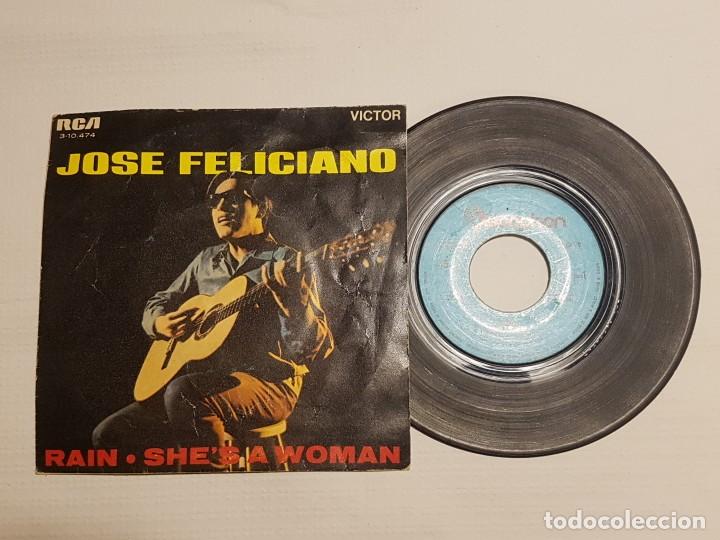 RCA
VICTOR
3-10.474
JOSE FELICIANO
RAIN • SHE'S A WOMAN
todocoleccion